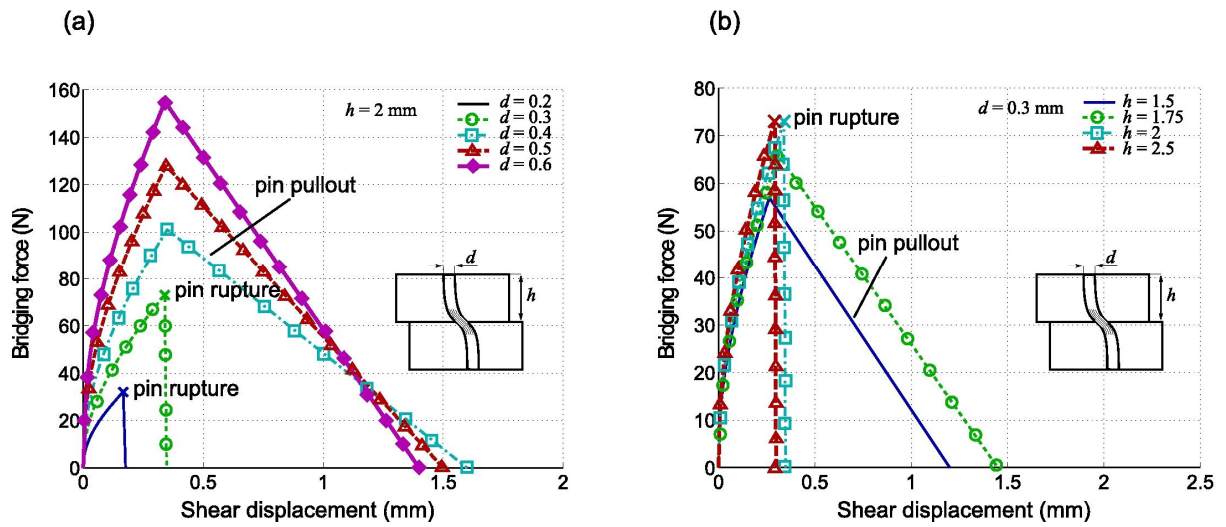 (a)
160
140
120
100
80
60
40
20
0
Bridging force (N)
h = 2 mm
d = 0.2
d = 0.3
d = 0.4
d = 0.5
d = 0.6
pin pullout
pin rupture
pin rupture
d
h
0
0.5
1
1.5
2
Shear displacement (mm)
(b)
80
70
60
50
40
30
20
10
0
Bridging force (N)
d = 0.3 mm
h = 1.5
h = 1.75
h = 2
h = 2.5
pin rupture
pin pullout
d
h
0
0.5
1
1.5
2
2.5
Shear displacement (mm)